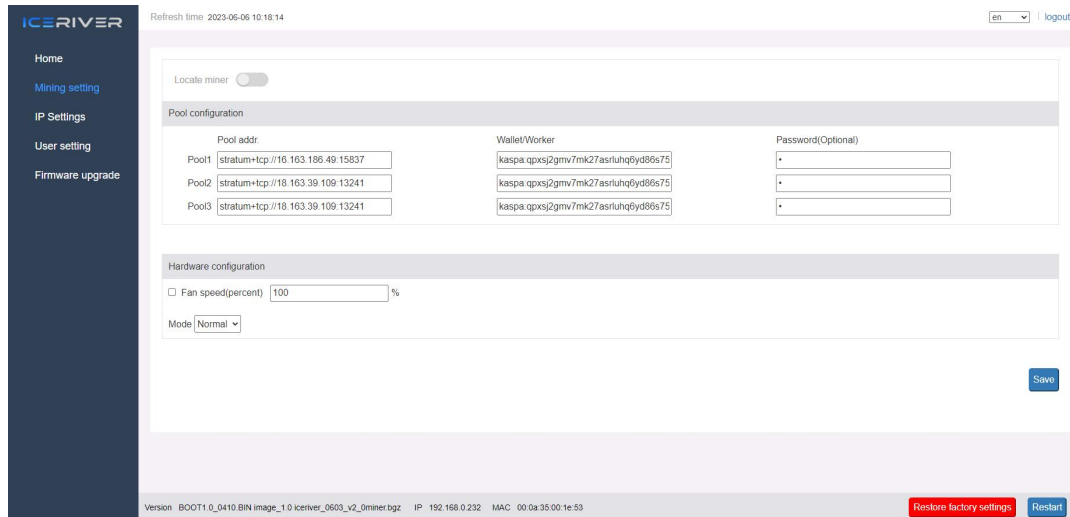 ICERIVER
Refresh time 2023-06-06 10:18:14
en
logout
Home
Mining setting
IP Settings
User setting
Firmware upgrade
Locate miner
Pool configuration
Pool addr. Wallet/Worker Password(Optional)
Pool1 stratum+tcp://16.163.186.49:15837 kaspa:qpxsj2gmv7mk27asrluhq6yd86s75 •
Pool2 stratum+tcp://18.163.39.109:13241 kaspa:qpxsj2gmv7mk27asrluhq6yd86s75 •
Pool3 stratum+tcp://18.163.39.109:13241 kaspa:qpxsj2gmv7mk27asrluhq6yd86s75 •
Hardware configuration
Fan speed(percent) 100 %
Mode Normal
Save
Version BOOT1.0_0410.BIN image_1.0 iceriver_0603_v2_0miner.bgz IP 192.168.0.232 MAC 00:0a:35:00:1e:53
Restore factory settings
Restart